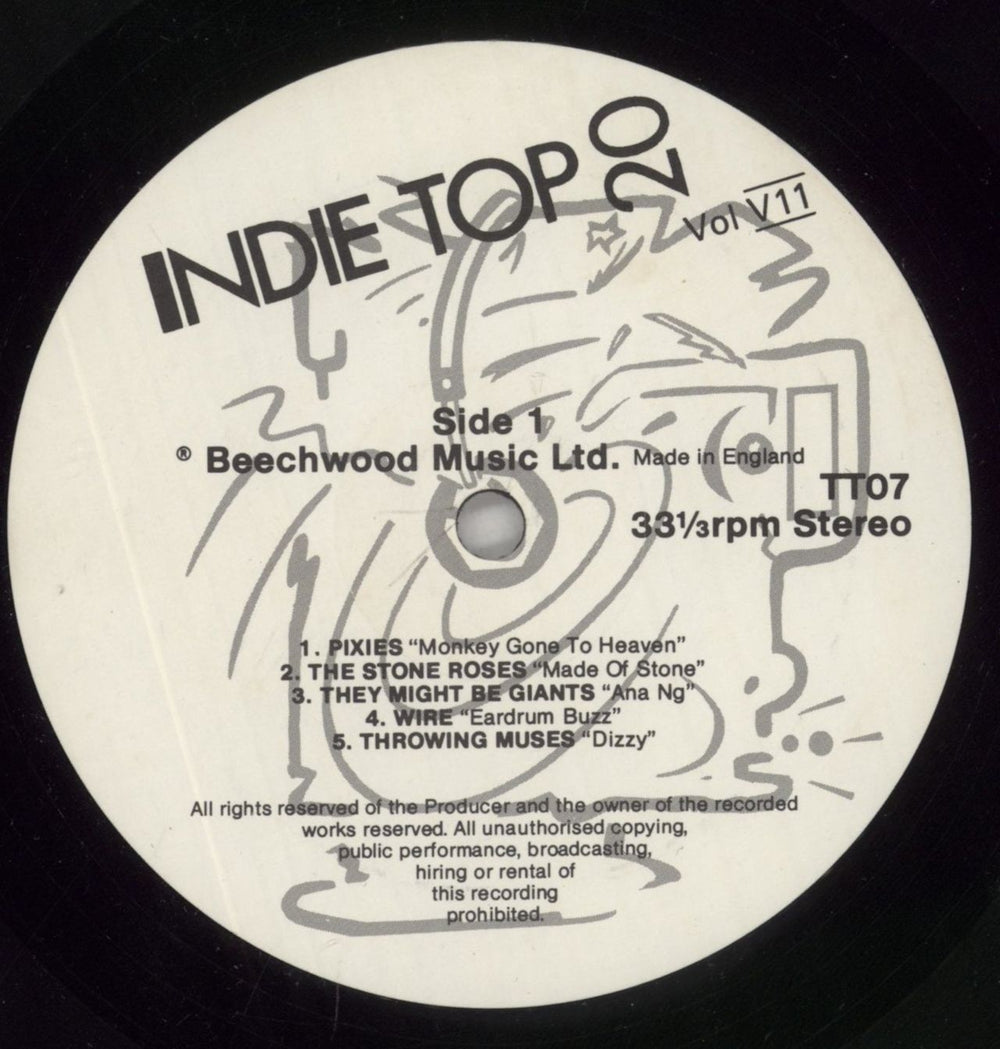 INDIE TOP 20
Vol V11
Side 1
® Beechwood Music Ltd. Made in England
TT07
33⅓rpm Stereo
1. PIXIES “Monkey Gone To Heaven”
2. THE STONE ROSES “Made Of Stone”
3. THEY MIGHT BE GIANTS “Ana Ng”
4. WIRE “Eardrum Buzz”
5. THROWING MUSES “Dizzy”
All rights reserved of the Producer and the owner of the recorded
works reserved. All unauthorised copying,
public performance, broadcasting,
hiring or rental of
this recording
prohibited.